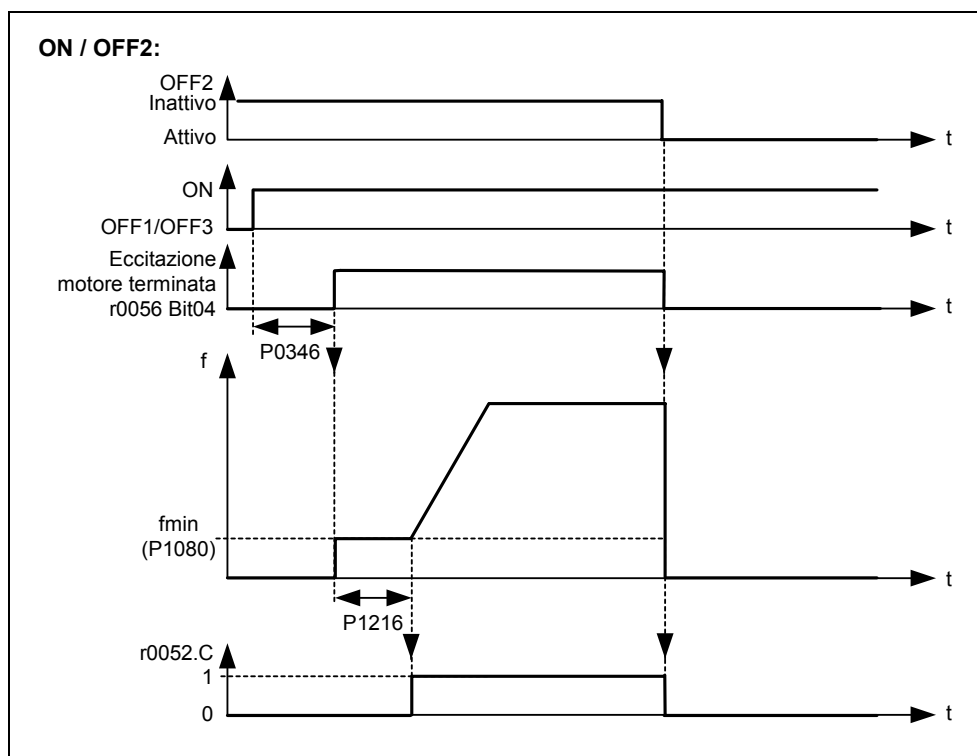 ON / OFF2:
OFF2
Inattivo
Attivo
t
ON
OFF1/OFF3
t
Eccitazione
motore terminata
r0056 Bit04
t
P0346
f
fmin
(P1080)
t
P1216
r0052.C
1
0
t